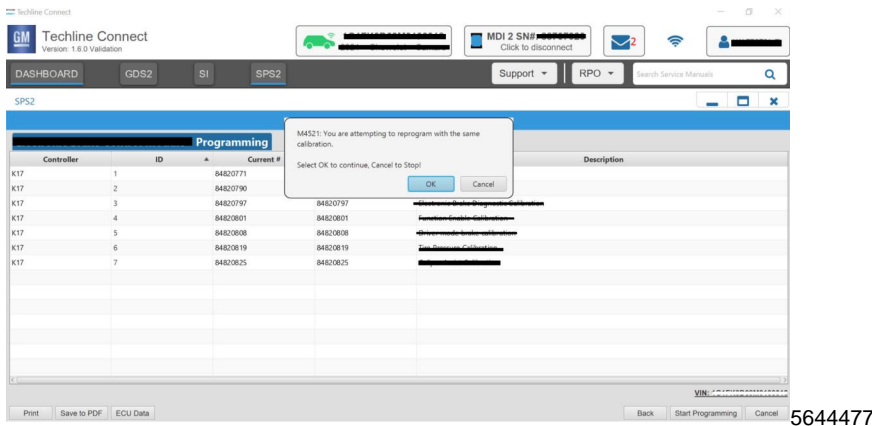 Techline Connect
GM Techline Connect
Version: 1.6.0 Validation
MDI 2 SN#:
Click to disconnect
2
DASHBOARD GDS2 SI SPS2 Support RPO Search Service Manuals
SPS2
Programming
M4521: You are attempting to reprogram with the same
calibration.
Select OK to continue, Cancel to Stop!
OK Cancel
Controller ID Current # Description
K17 1 84820771
K17 2 84820790
K17 3 84820797 84820797 Electronic Brake Diagnostic Calibration
K17 4 84820801 84820801 Function Enable Calibration
K17 5 84820808 84820808 Driver mode brake calibration
K17 6 84820819 84820819 Tire Pressure Calibration
K17 7 84820825 84820825
VIN:
Print Save to PDF ECU Data Back Start Programming Cancel
5644477